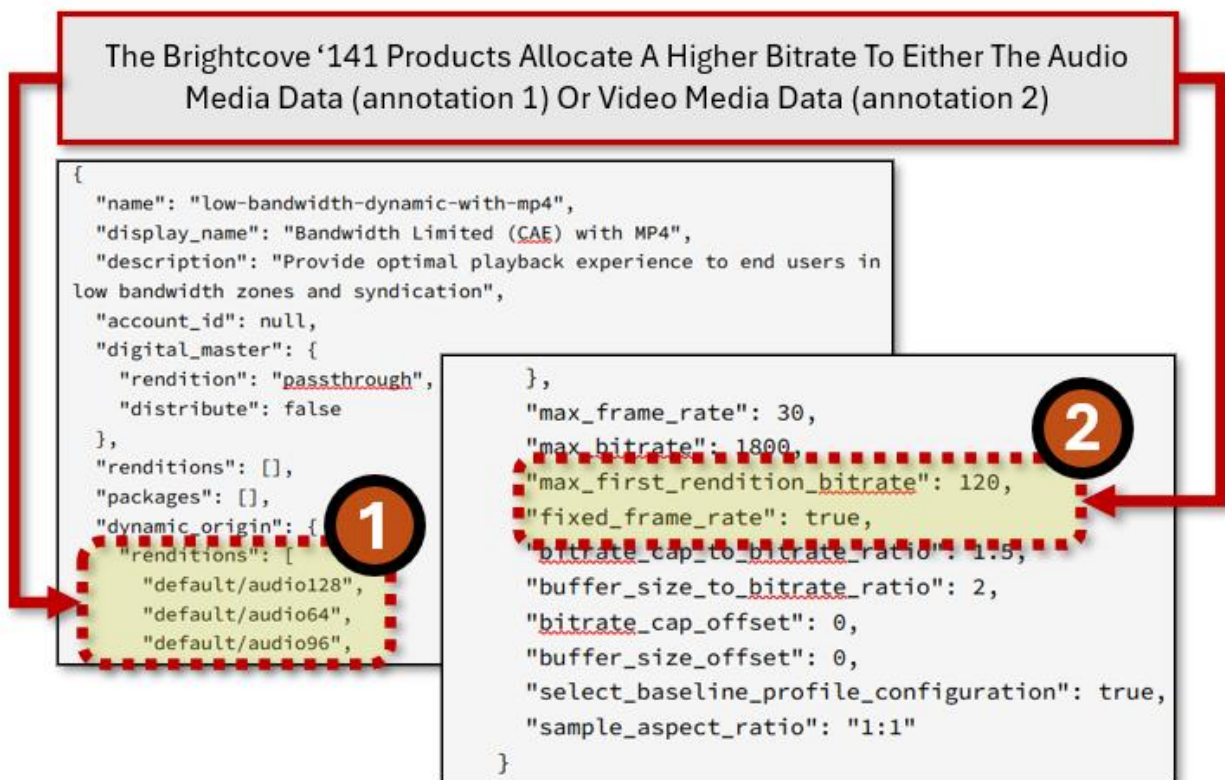 The Brightcove ‘141 Products Allocate A Higher Bitrate To Either The Audio
Media Data (annotation 1) Or Video Media Data (annotation 2)
{
"name": "low-bandwidth-dynamic-with-mp4",
"display_name": "Bandwidth Limited (CAE) with MP4",
"description": "Provide optimal playback experience to end users in
low bandwidth zones and syndication",
"account_id": null,
"digital_master": {
"rendition": "passthrough",
"distribute": false
},
"renditions": [],
"packages": [],
"dynamic_origin": {
"renditions": [
"default/audio128",
"default/audio64",
"default/audio96",
1
},
"max_frame_rate": 30,
"max_bitrate": 1800,
"max_first_rendition_bitrate": 120,
"fixed_frame_rate": true,
"bitrate_cap_to_bitrate_ratio": 1.5,
"buffer_size_to_bitrate_ratio": 2,
"bitrate_cap_offset": 0,
"buffer_size_offset": 0,
"select_baseline_profile_configuration": true,
"sample_aspect_ratio": "1:1"
}
2